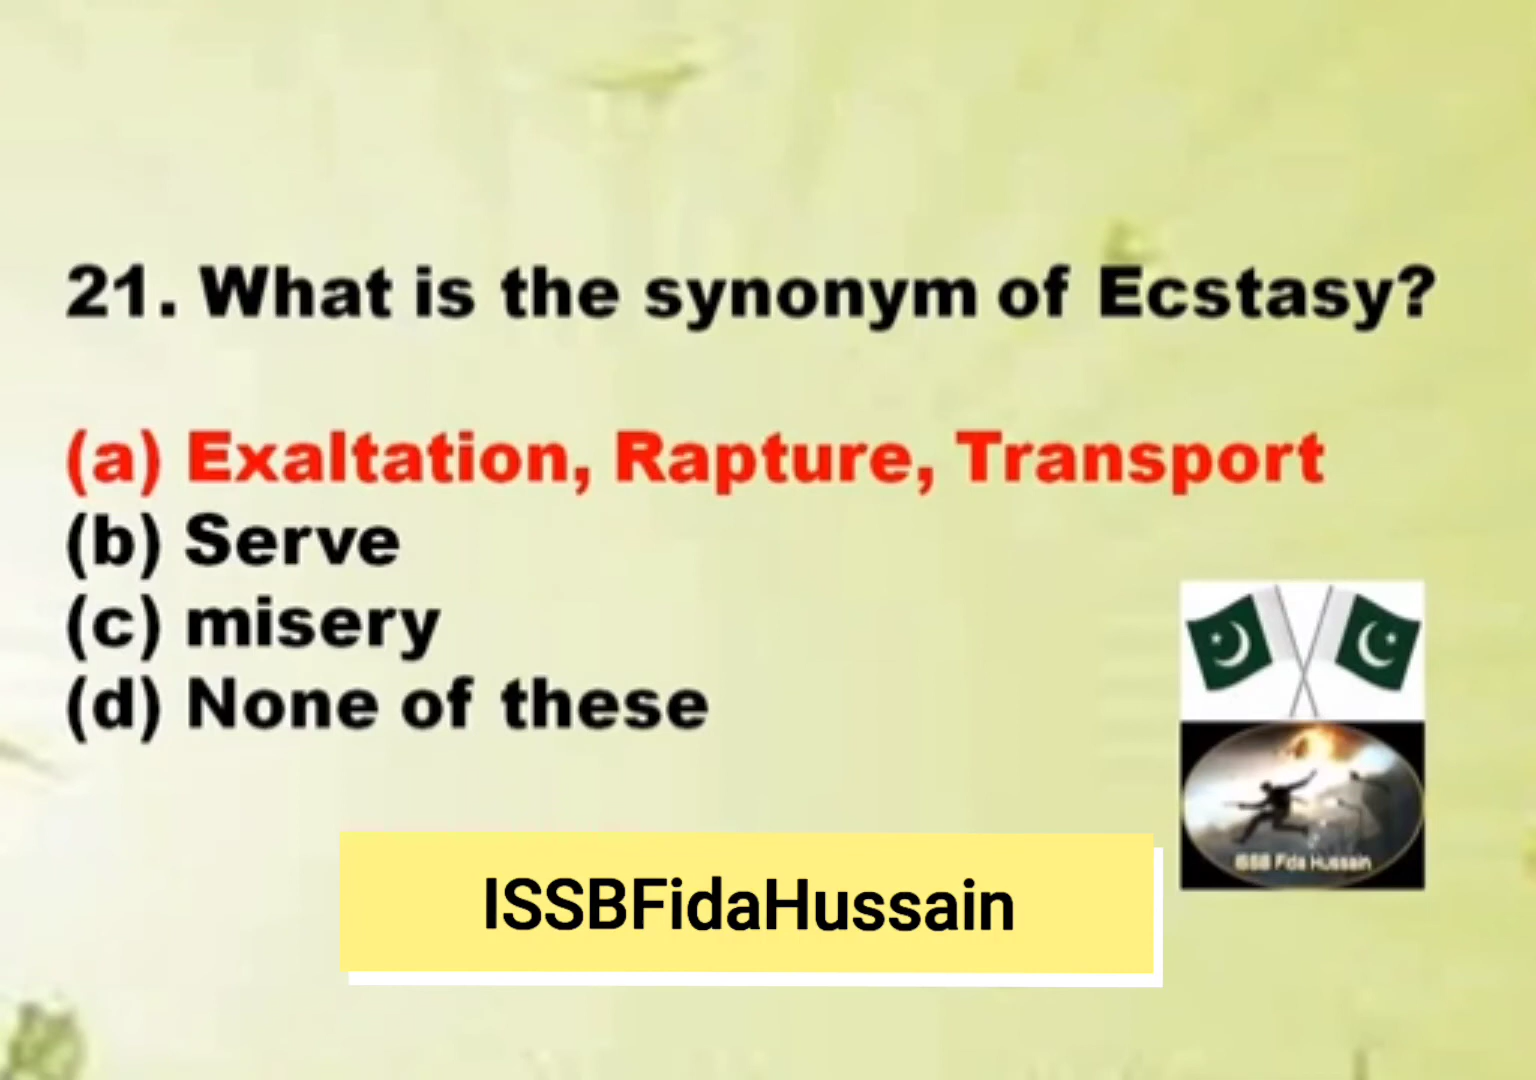 21. What is the synonym of Ecstasy?
(a) Exaltation, Rapture, Transport
(b) Serve
(c) misery
(d) None of these
ISSB Fida Hussain
ISSBFidaHussain